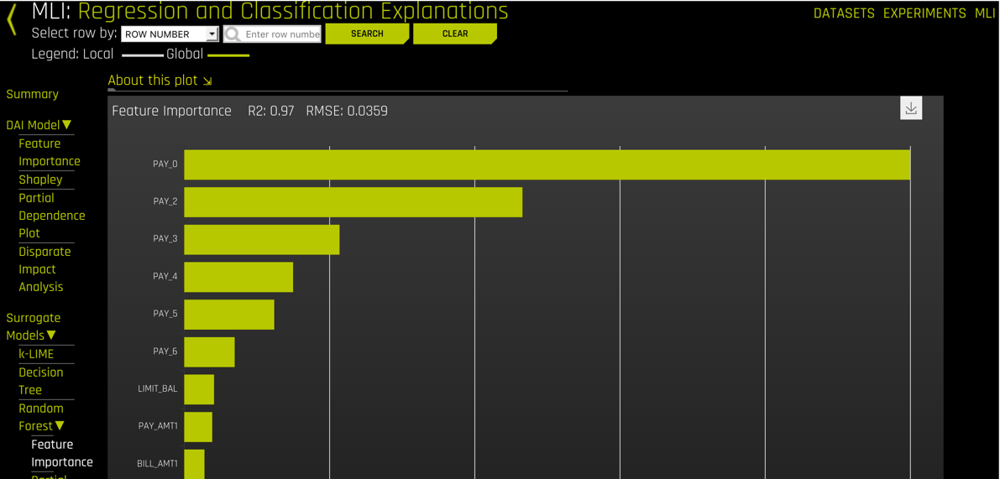 MLI: Regression and Classification Explanations
DATASETS EXPERIMENTS MLI
Select row by: ROW NUMBER Enter row numbe SEARCH CLEAR
Legend: Local Global
About this plot
Summary
DAI Model
Feature
Importance
Shapley
Partial
Dependence
Plot
Disparate
Impact
Analysis
Surrogate
Models
k-LIME
Decision
Tree
Random
Forest
Feature
Importance
Partial
Feature Importance R2: 0.97 RMSE: 0.0359
PAY_0
PAY_2
PAY_3
PAY_4
PAY_5
PAY_6
LIMIT_BAL
PAY_AMT1
BILL_AMT1